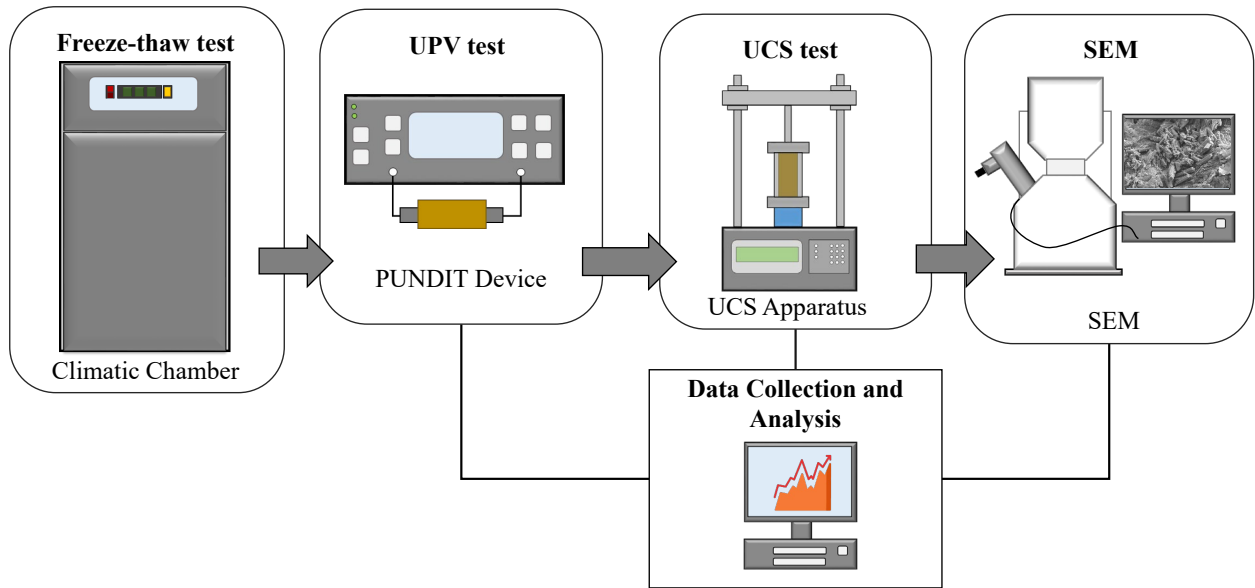 Freeze-thaw test
Climatic Chamber
UPV test
PUNDIT Device
UCS test
UCS Apparatus
SEM
SEM
Data Collection and
Analysis